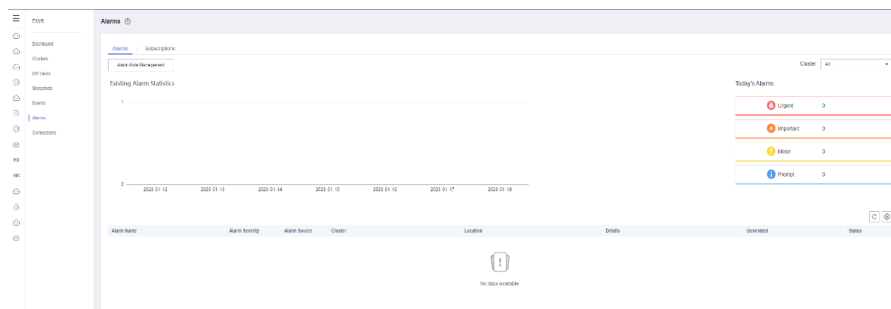 DWS
Alarms
Dashboard
Clusters
DR Tasks
Snapshots
Events
Alarms
Connections
Alarms Subscriptions
Alarm Rule Management
Cluster All
Existing Alarm Statistics
Today's Alarms
1
0
2023-01-12 2023-01-13 2023-01-14 2023-01-15 2023-01-16 2023-01-17 2023-01-18
Urgent 0
Important 0
Minor 0
Prompt 0
Alarm Name Alarm Severity Alarm Source Cluster Location Details Generated Status
No data available